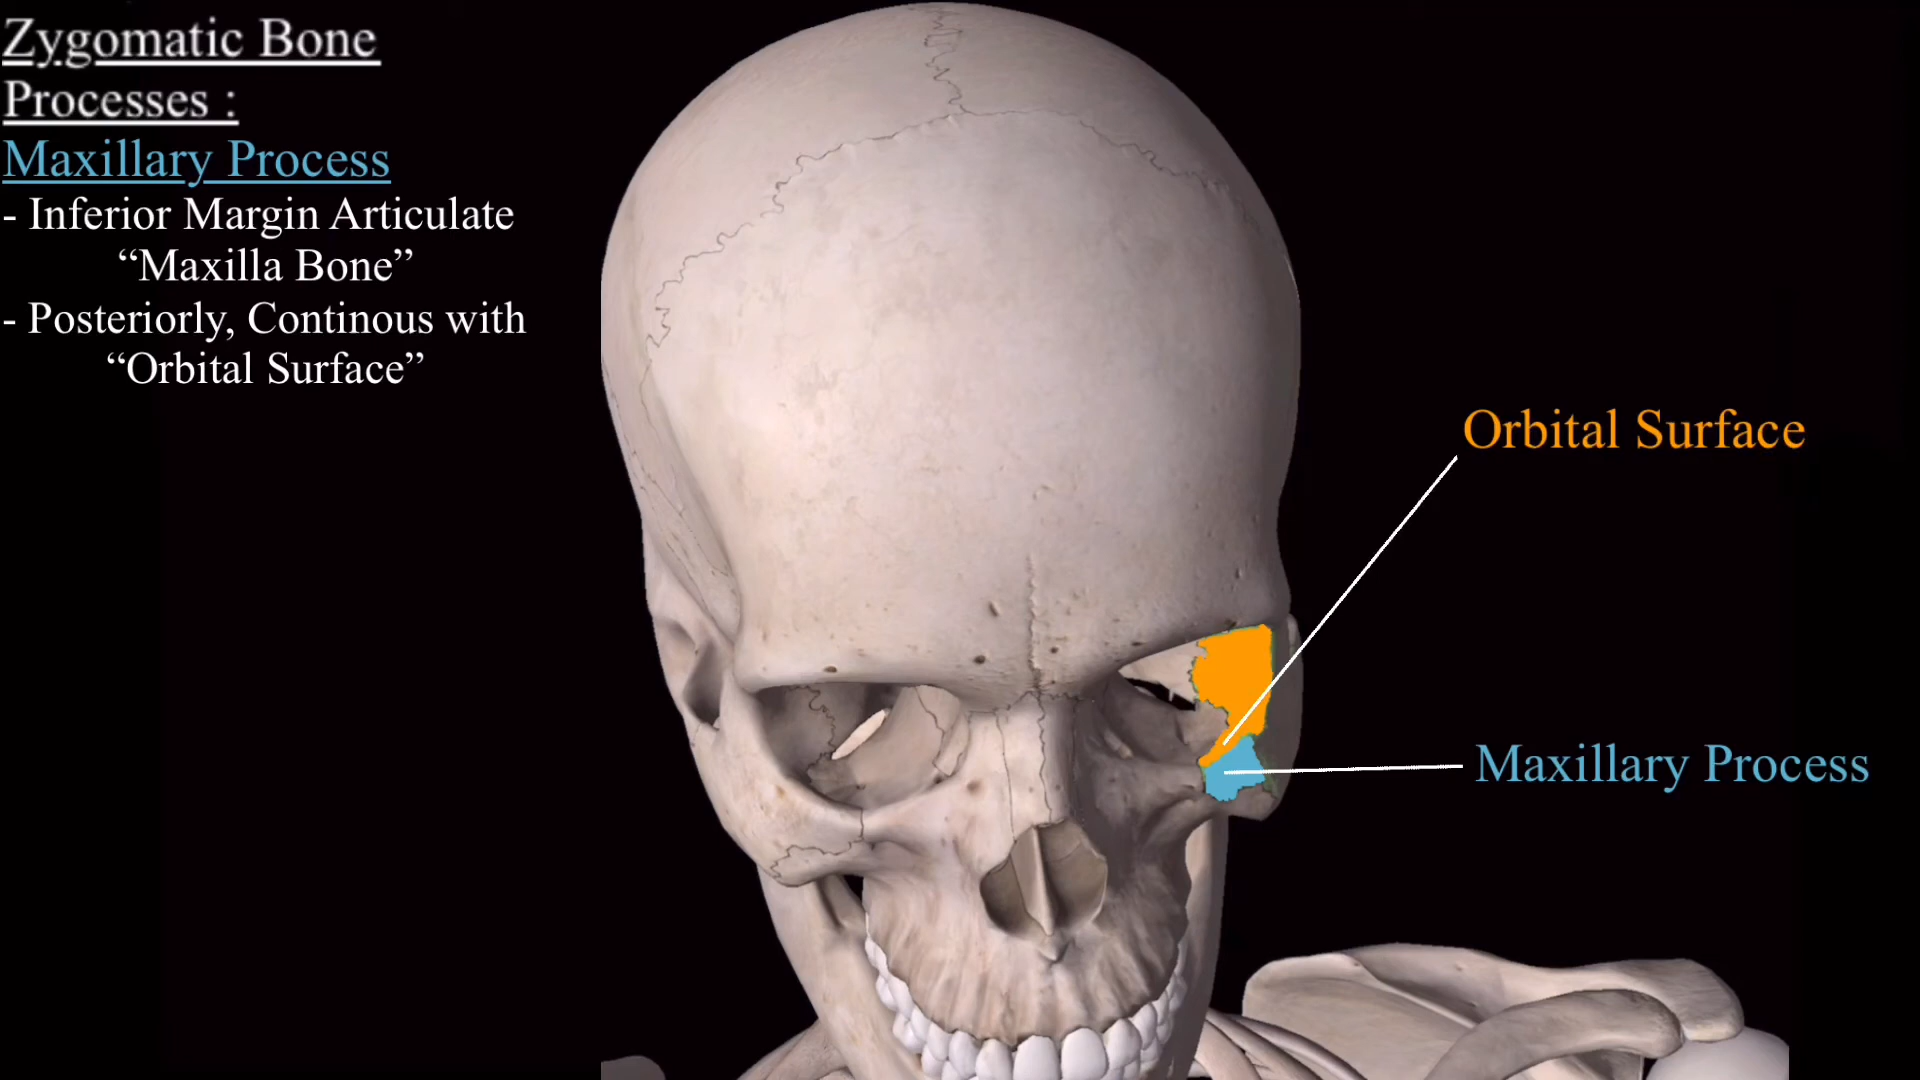 Zygomatic Bone
Processes :
Maxillary Process
- Inferior Margin Articulate
“Maxilla Bone”
- Posteriorly, Continous with
“Orbital Surface”
Orbital Surface
Maxillary Process